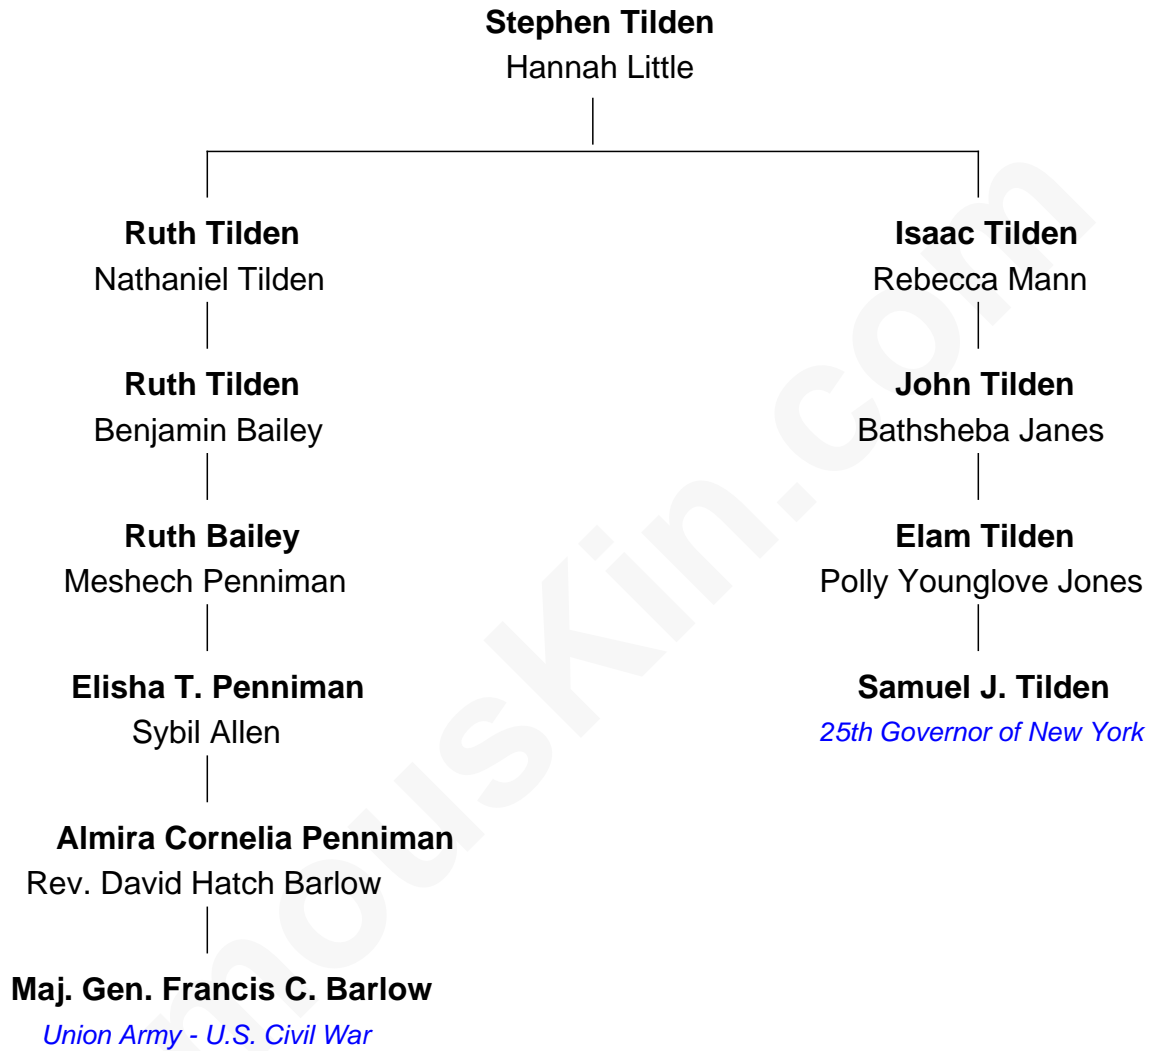 Stephen Tilden
Hannah Little
Ruth Tilden
Nathaniel Tilden
Isaac Tilden
Rebecca Mann
Ruth Tilden
Benjamin Bailey
John Tilden
Bathsheba Janes
Ruth Bailey
Meshech Penniman
Elam Tilden
Polly Younglove Jones
Elisha T. Penniman
Sybil Allen
Samuel J. Tilden
25th Governor of New York
Almira Cornelia Penniman
Rev. David Hatch Barlow
Maj. Gen. Francis C. Barlow
Union Army - U.S. Civil War
mouskin.com